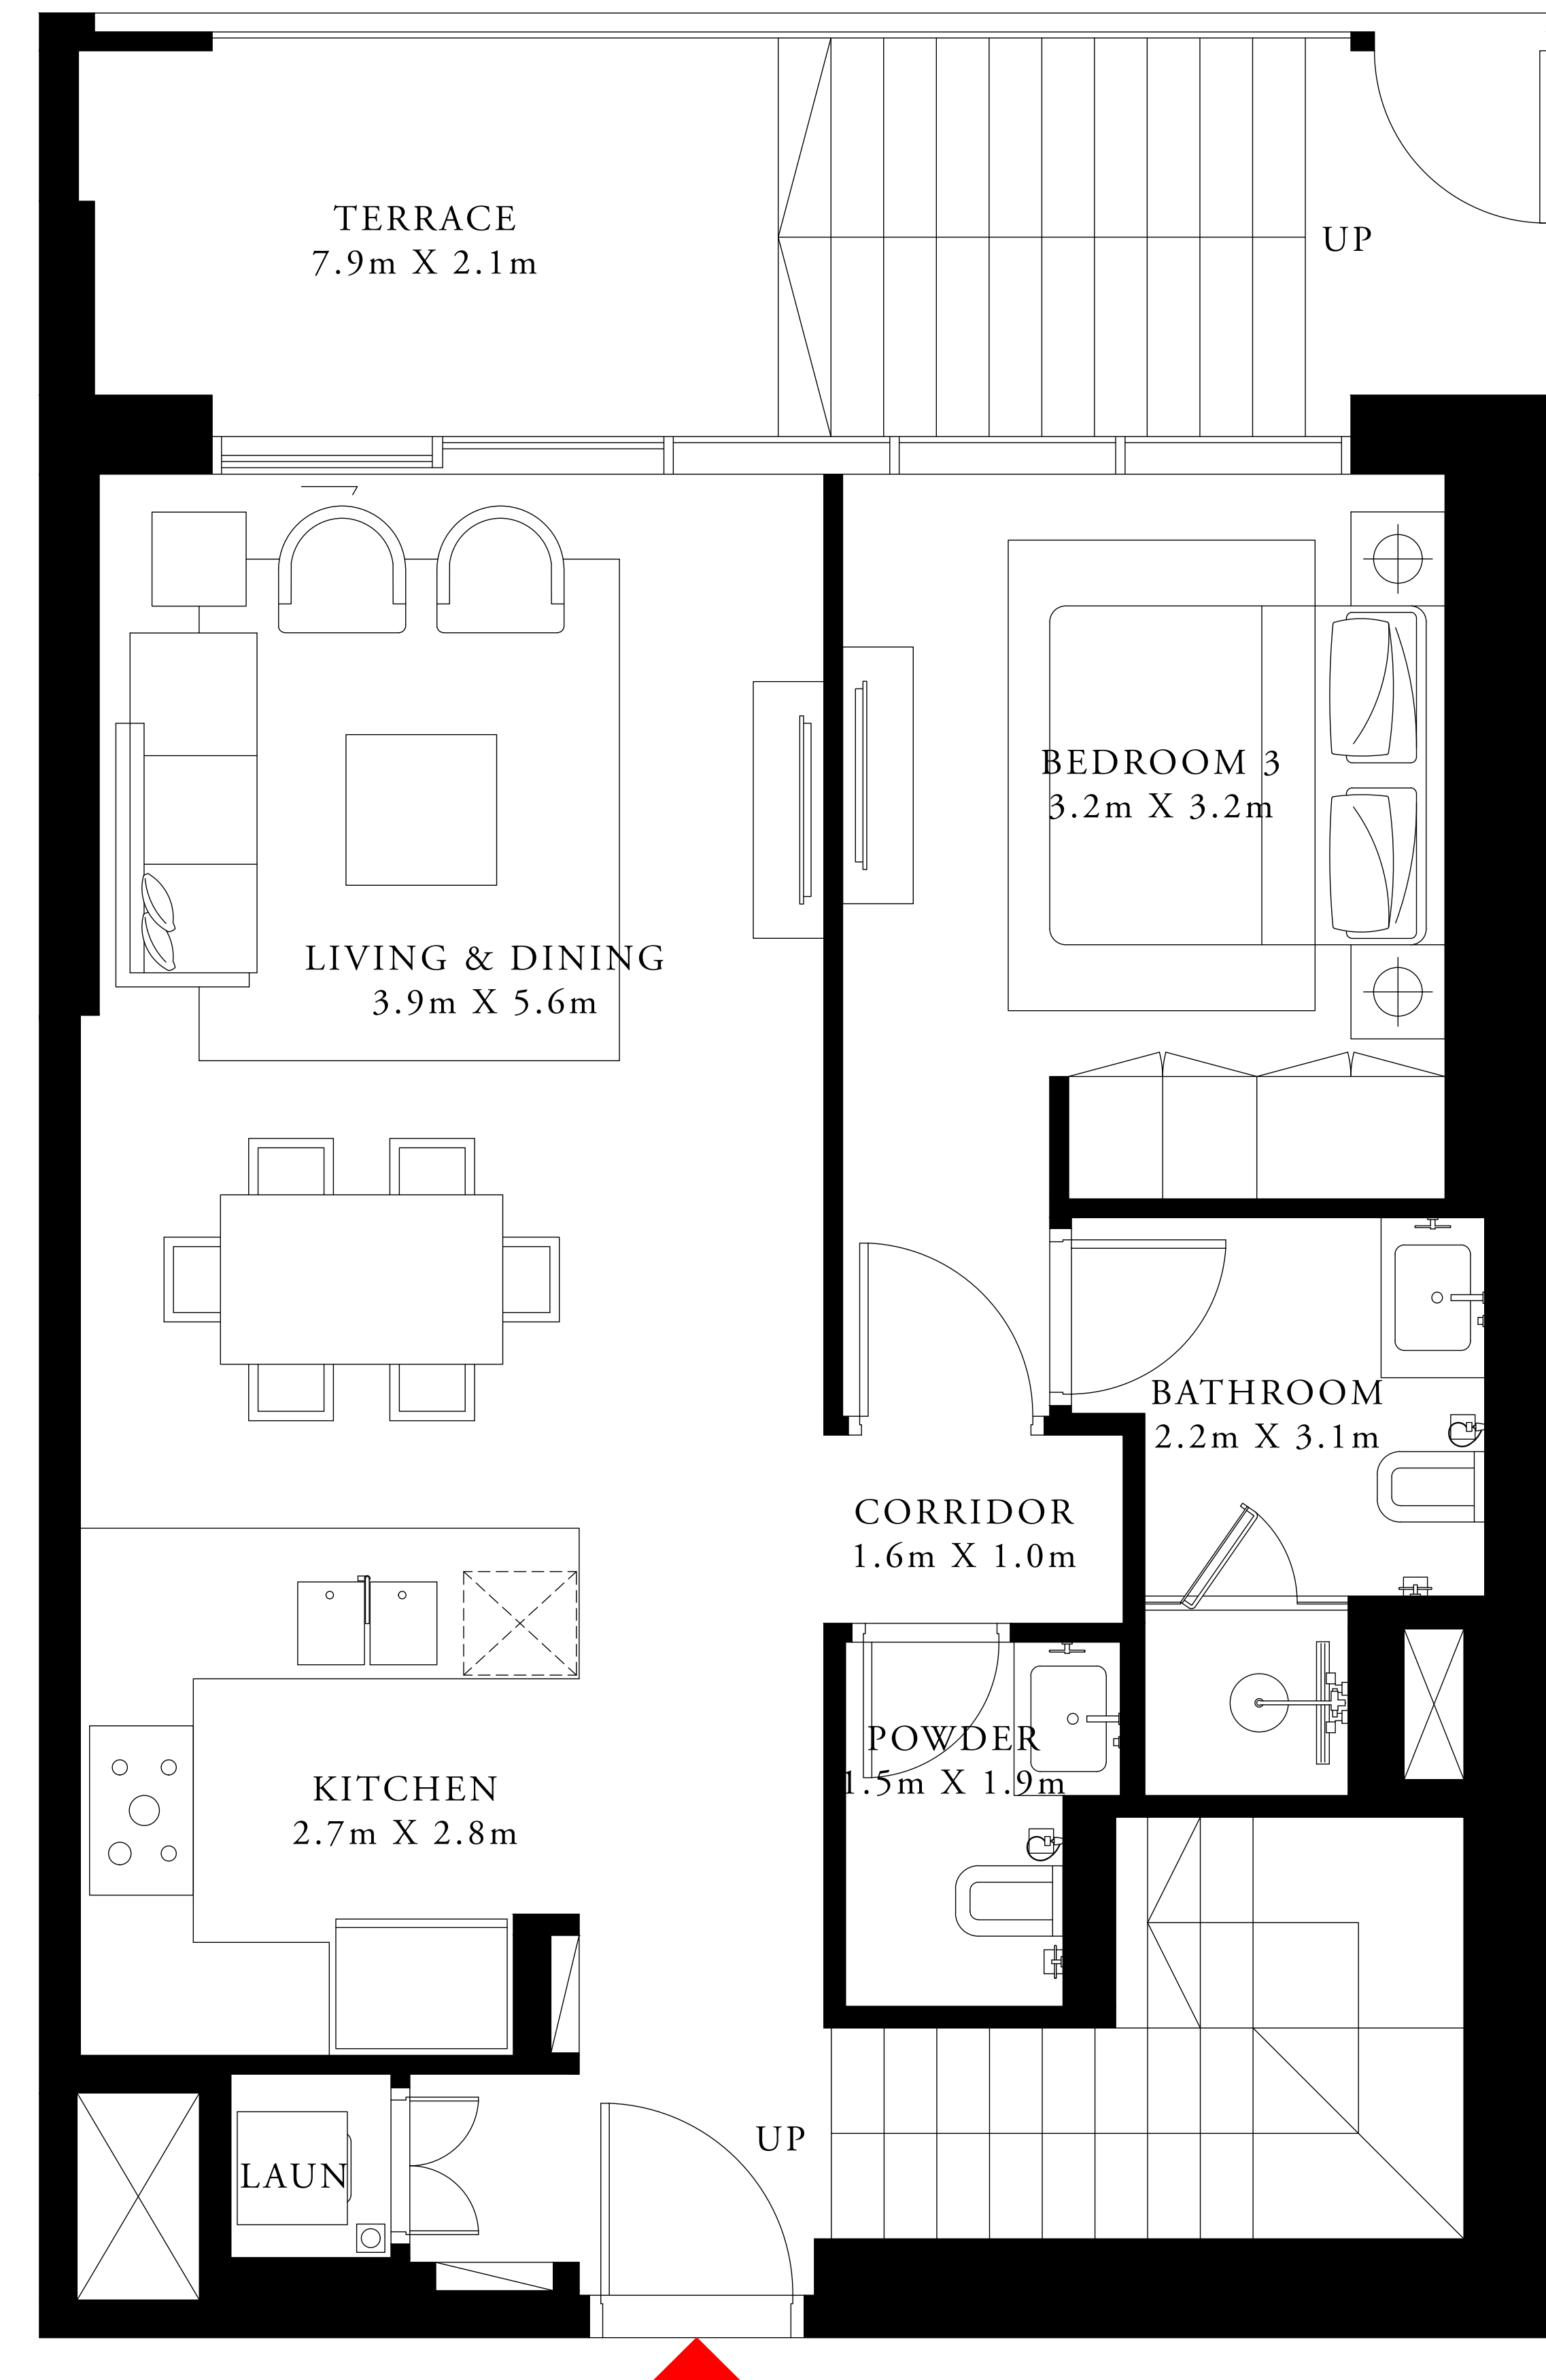 TERRACE
7.9m X 2.1m
UP
BEDROOM 3
3.2m X 3.2m
LIVING & DINING
3.9m X 5.6m
BATHROOM
2.2m X 3.1m
CORRIDOR
1.6m X 1.0m
POWDER
1.5m X 1.9m
KITCHEN
2.7m X 2.8m
UP
LAUN